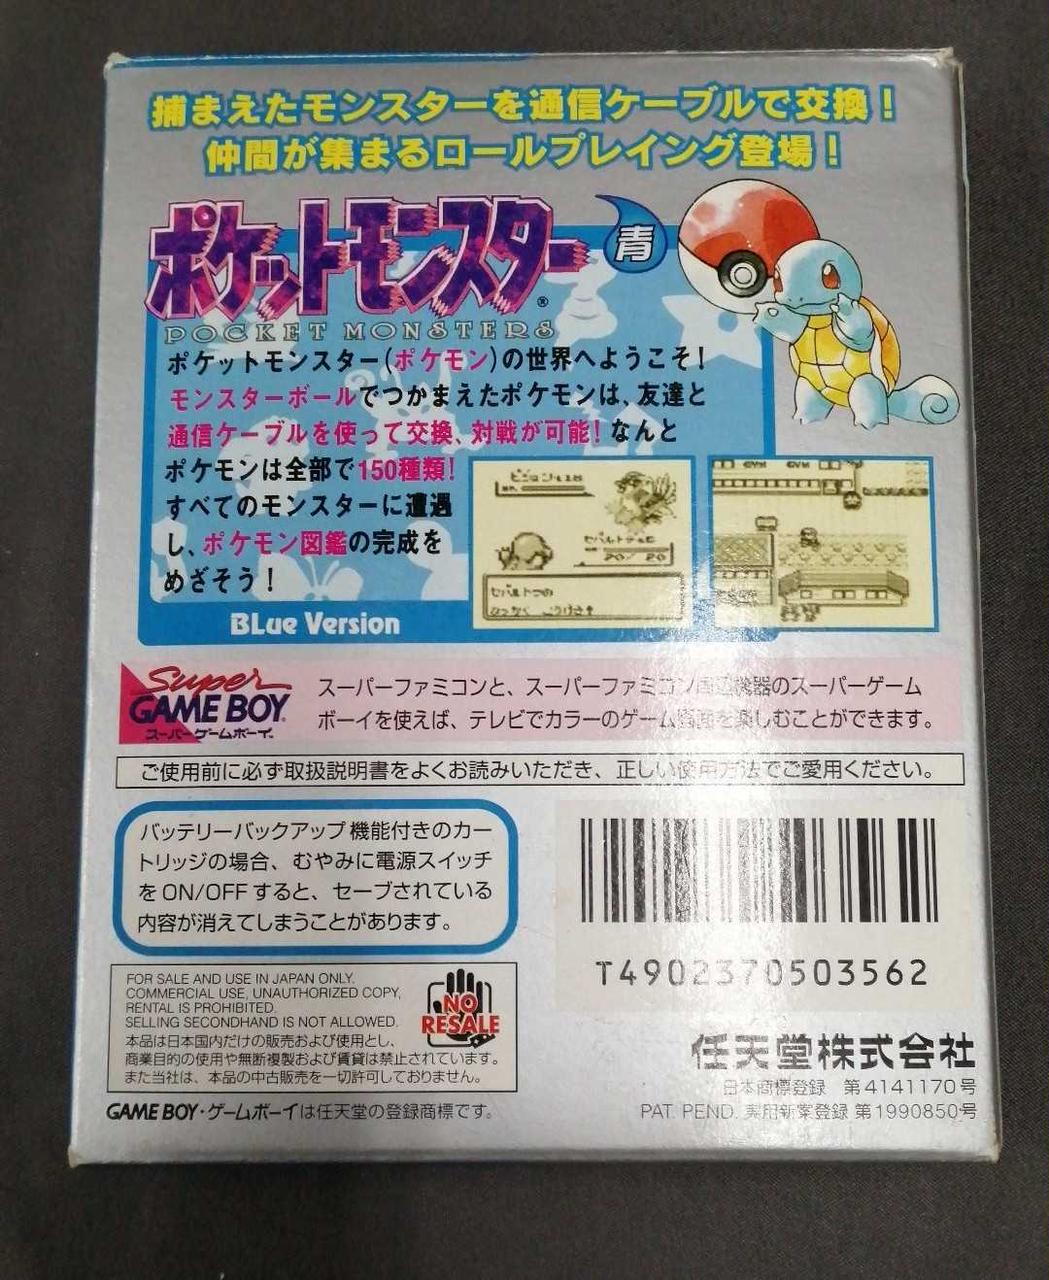 捕まえたモンスターを通信ケーブルで交換！
仲間が集まるロールプレイング登場！
ポケットモンスター
青
®
POCKET MONSTERS
ポケットモンスター(ポケモン)の世界へようこそ！
モンスターボールでつかまえたポケモンは、友達と
通信ケーブルを使って交換、対戦が可能！なんと
ポケモンは全部で150種類！
すべてのモンスターに遭遇
し、ポケモン図鑑の完成を
めざそう！
BLue Version
20/ 20
GYM
GYM
Super
GAME BOY
スーパーゲームボーイ
スーパーファミコンと、スーパーファミコン周辺機器のスーパーゲーム
ボーイを使えば、テレビでカラーのゲーム画面を楽しむことができます。
ご使用前に必ず取扱説明書をよくお読みいただき、正しい使用方法でご愛用ください。
バッテリーバックアップ機能付きのカー
トリッジの場合、むやみに電源スイッチ
をON/OFFすると、セーブされている
内容が消えてしまうことがあります。
T4902370503562
FOR SALE AND USE IN JAPAN ONLY.
COMMERCIAL USE, UNAUTHORIZED COPY,
RENTAL IS PROHIBITED.
SELLING SECONDHAND IS NOT ALLOWED.
本品は日本国内だけの販売および使用とし、
商業目的の使用や無断複製および賃貸は禁止されています。
また当社は、本品の中古販売を一切許可しておりません。
NO
RESALE
任天堂株式会社
日本商標登録 第4141170号
GAME BOY・ゲームボーイは任天堂の登録商標です。
PAT. PEND. 実用新案登録 第1990850号